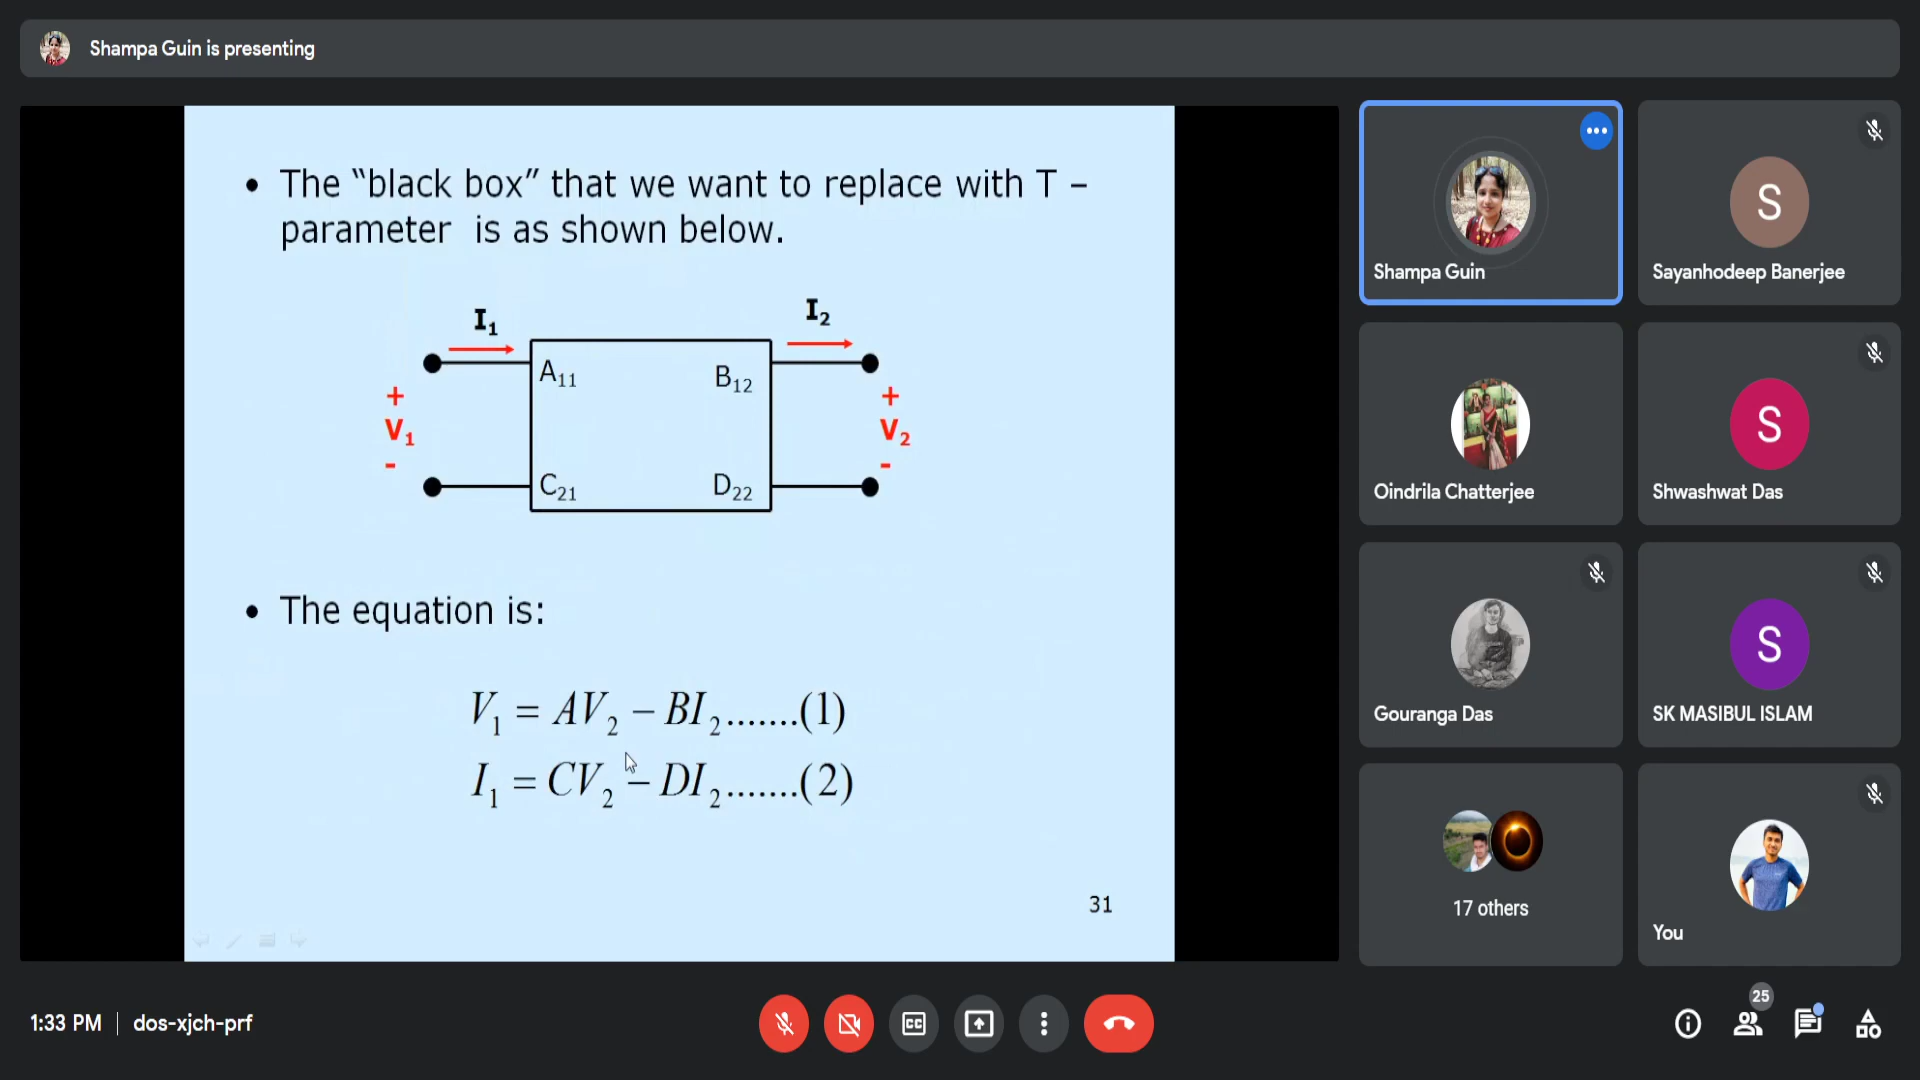 Shampa Guin is presenting
• The “black box” that we want to replace with T –
parameter is as shown below.
I₁
I₂
A₁₁
B₁₂
+
V₁
-
+
V₂
-
C₂₁
D₂₂
• The equation is:
V₁ = AV₂ − BI₂.......(1)
I₁ = CV₂ − DI₂.......(2)
31
Shampa Guin
S
Sayanhodeep Banerjee
Oindrila Chatterjee
S
Shwashwat Das
Gouranga Das
S
SK MASIBUL ISLAM
17 others
You
1:33 PM | dos-xjch-prf
CC
25